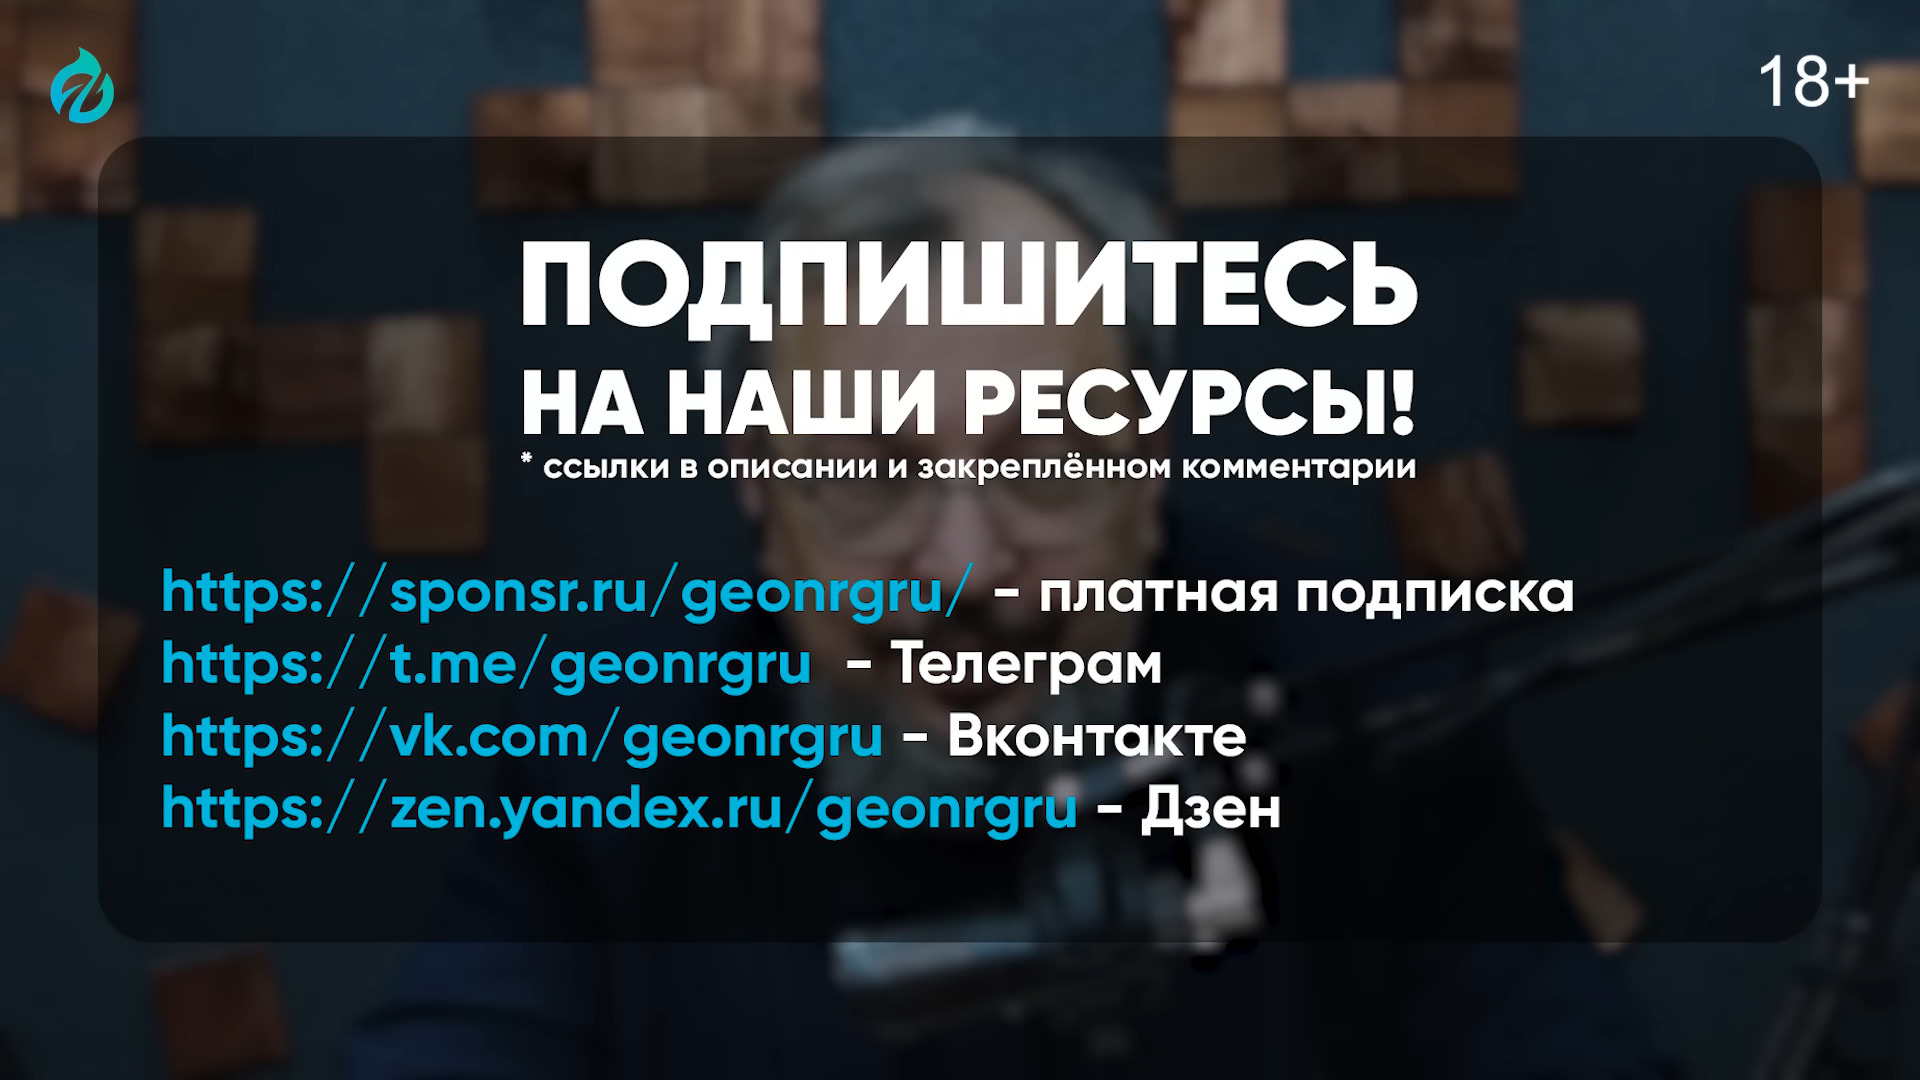 18+
ПОДПИШИТЕСЬ
НА НАШИ РЕСУРСЫ!
* ссылки в описании и закреплённом комментарии
https://sponsr.ru/geonrgru/ - платная подписка
https://t.me/geonrgru - Телеграм
https://vk.com/geonrgru - Вконтакте
https://zen.yandex.ru/geonrgru - Дзен